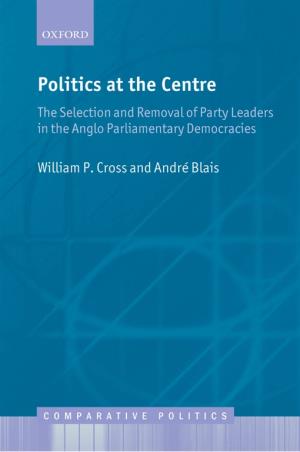 OXFORD
Politics at the Centre
The Selection and Removal of Party Leaders
in the Anglo Parliamentary Democracies
William P. Cross and André Blais
COMPARATIVE POLITICS